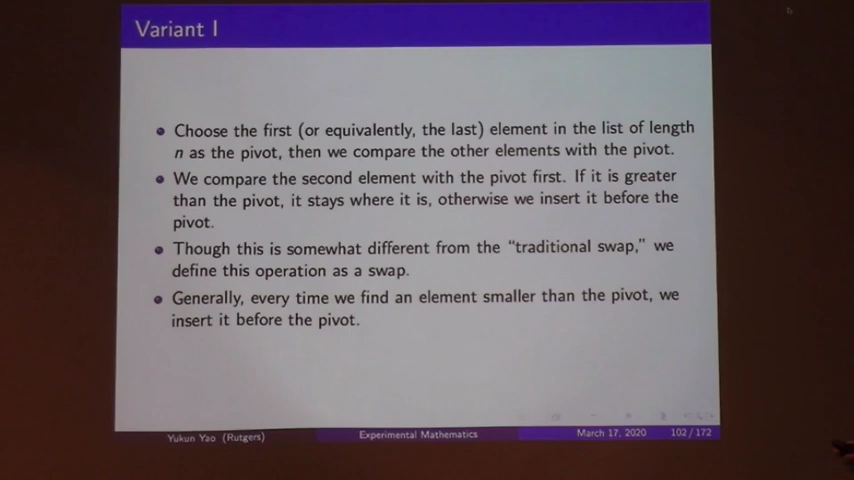 Variant I
Choose the first (or equivalently, the last) element in the list of length
n as the pivot, then we compare the other elements with the pivot.
We compare the second element with the pivot first. If it is greater
than the pivot, it stays where it is, otherwise we insert it before the
pivot.
Though this is somewhat different from the “traditional swap,” we
define this operation as a swap.
Generally, every time we find an element smaller than the pivot, we
insert it before the pivot.
Yukun Yao (Rutgers) Experimental Mathematics March 17, 2020 102/172